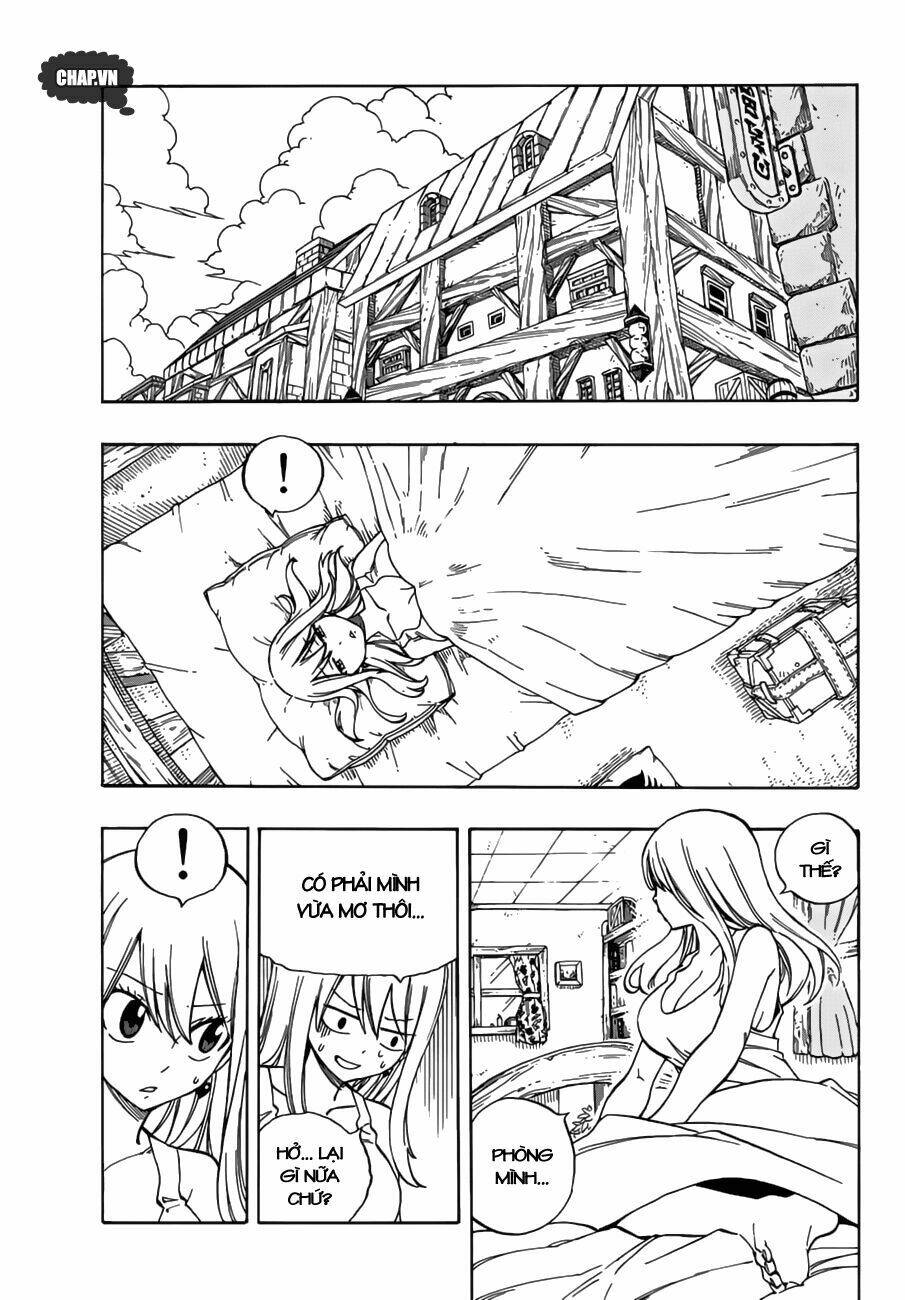 CHAP.VN
!
GÌ
THẾ?
PHÒNG
MÌNH...
CÓ PHẢI MÌNH
VỪA MƠ THÔI...
HỞ... LẠI
GÌ NỮA
CHỨ?
!